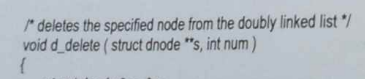 /* deletes the specified node from the doubly linked list */
void d_delete ( struct dnode **s, int num )
{